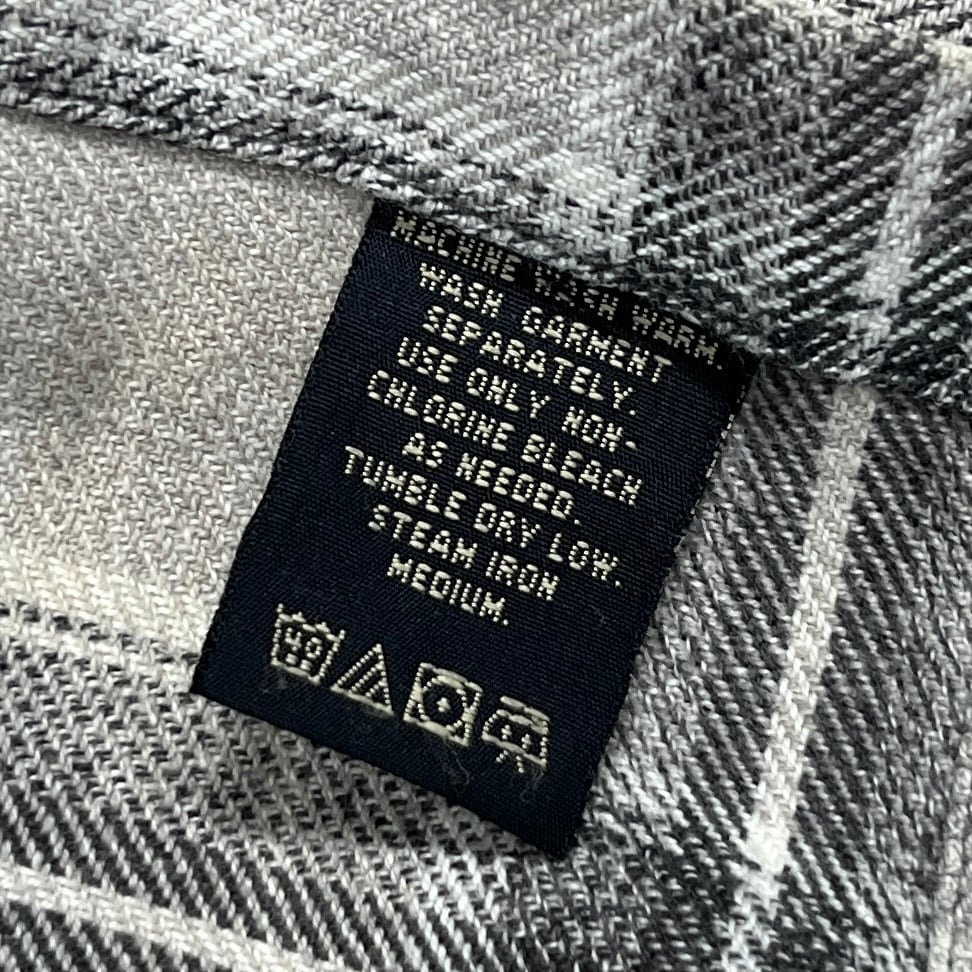 MACHINE WASH WARM.
WASH GARMENT
SEPARATELY.
USE ONLY NON-
CHLORINE BLEACH
AS NEEDED.
TUMBLE DRY LOW.
STEAM IRON
MEDIUM.
40